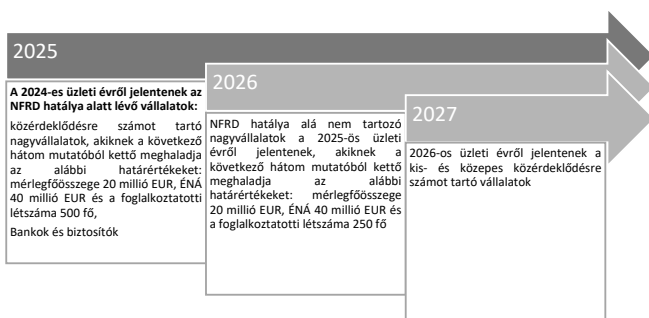 2025
A 2024-es üzleti évről jelentenek az
NFRD hatálya alatt lévő vállalatok:
közérdeklődésre számot tartó
nagyvállalatok, akiknek a következő
hátom mutatóból kettő meghaladja
az alábbi határértékeket:
mérlegfőösszege 20 millió EUR, ÉNÁ
40 millió EUR és a foglalkoztatotti
létszáma 500 fő,
Bankok és biztosítók
2026
NFRD hatálya alá nem tartozó
nagyvállalatok a 2025-ös üzleti
évről jelentenek, akiknek a
következő hátom mutatóból kettő
meghaladja az alábbi
határértékeket: mérlegfőösszege
20 millió EUR, ÉNÁ 40 millió EUR és
a foglalkoztatotti létszáma 250 fő
2027
2026-os üzleti évről jelentenek a
kis- és közepes közérdeklődésre
számot tartó vállalatok